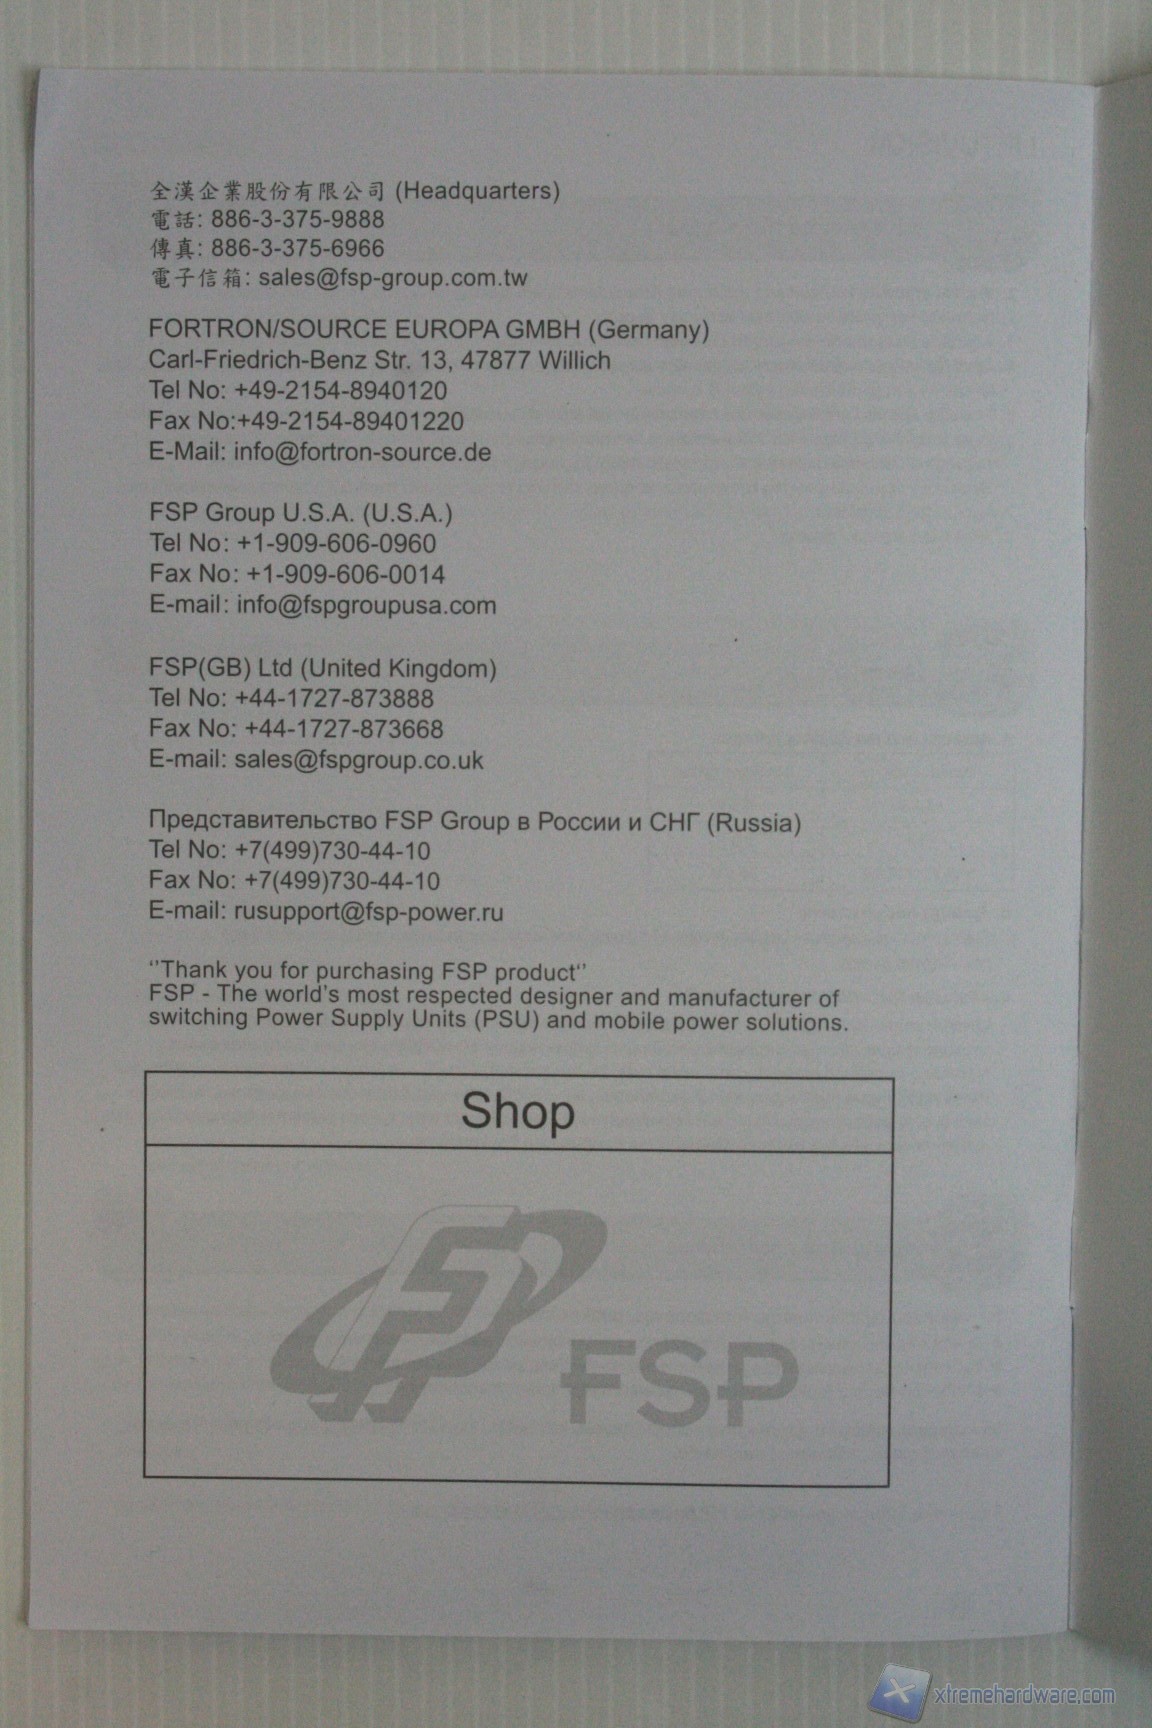 全漢企業股份有限公司 (Headquarters)
電話: 886-3-375-9888
傳真: 886-3-375-6966
電子信箱: sales@fsp-group.com.tw
FORTRON/SOURCE EUROPA GMBH (Germany)
Carl-Friedrich-Benz Str. 13, 47877 Willich
Tel No: +49-2154-8940120
Fax No:+49-2154-89401220
E-Mail: info@fortron-source.de
FSP Group U.S.A. (U.S.A.)
Tel No: +1-909-606-0960
Fax No: +1-909-606-0014
E-mail: info@fspgroupusa.com
FSP(GB) Ltd (United Kingdom)
Tel No: +44-1727-873888
Fax No: +44-1727-873668
E-mail: sales@fspgroup.co.uk
Представительство FSP Group в России и СНГ (Russia)
Tel No: +7(499)730-44-10
Fax No: +7(499)730-44-10
E-mail: rusupport@fsp-power.ru
‘’Thank you for purchasing FSP product‘’
FSP - The world’s most respected designer and manufacturer of
switching Power Supply Units (PSU) and mobile power solutions.
Shop
FSP
xtremehardware.com